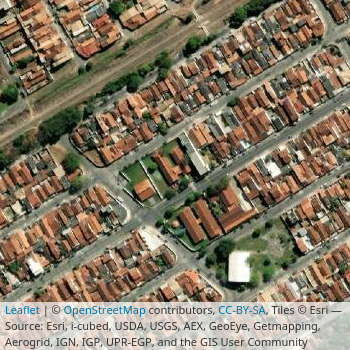 Leaflet | © OpenStreetMap contributors, CC-BY-SA, Tiles © Esri —
Source: Esri, i-cubed, USDA, USGS, AEX, GeoEye, Getmapping,
Aerogrid, IGN, IGP, UPR-EGP, and the GIS User Community